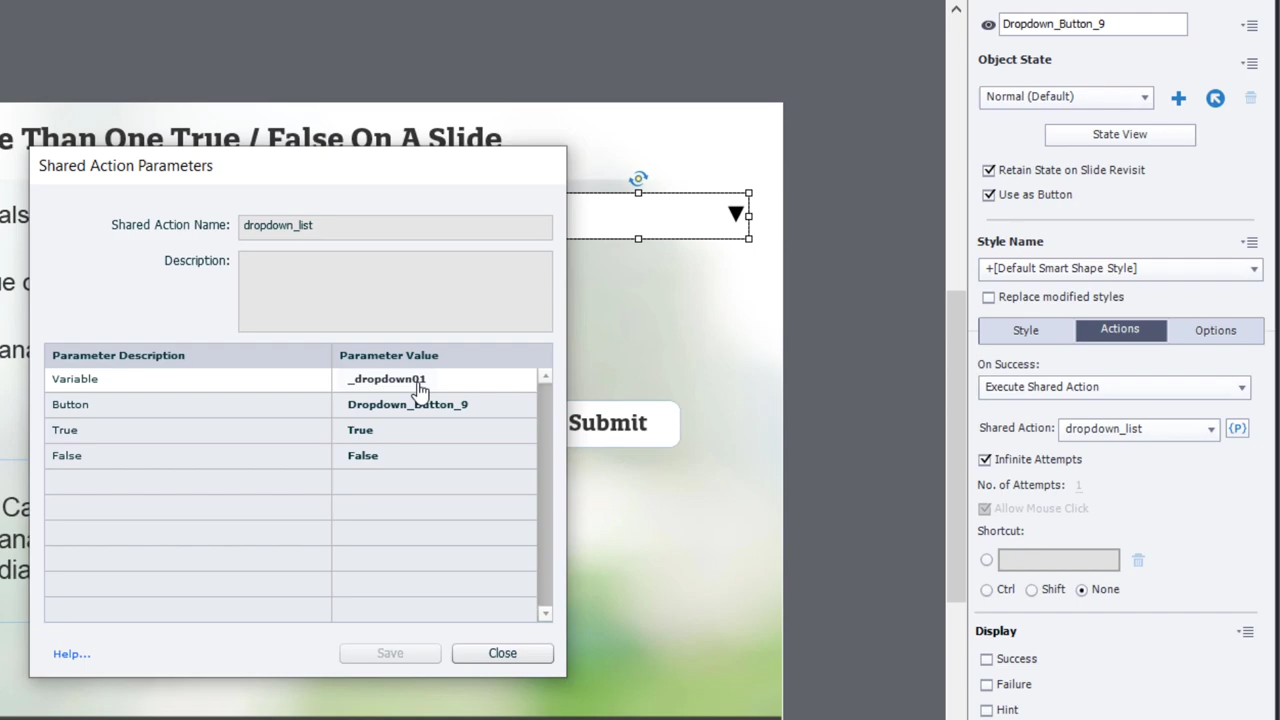 e Than One True / False On A Slide
als
ue o
ana
Ca
ana
dia
Submit
Shared Action Parameters
Shared Action Name: dropdown_list
Description:
Parameter Description Parameter Value
Variable _dropdown01
Button Dropdown_Button_9
True True
False False
Help... Save Close
Dropdown_Button_9
Object State
Normal (Default)
State View
Retain State on Slide Revisit
Use as Button
Style Name
+[Default Smart Shape Style]
Replace modified styles
Style Actions Options
On Success:
Execute Shared Action
Shared Action: dropdown_list {P}
Infinite Attempts
No. of Attempts: 1
Allow Mouse Click
Shortcut:
Ctrl Shift None
Display
Success
Failure
Hint